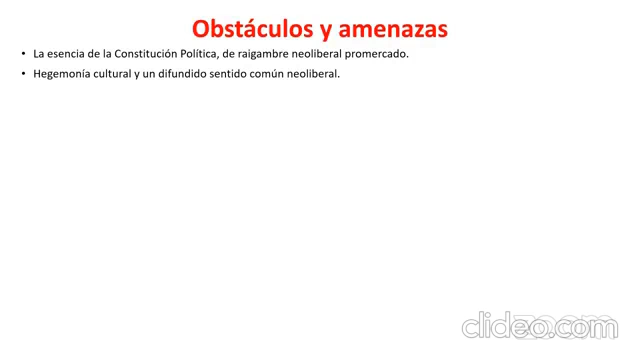 Obstáculos y amenazas
• La esencia de la Constitución Política, de raigambre neoliberal promercado.
• Hegemonía cultural y un difundido sentido común neoliberal.
clideo.com
zoom